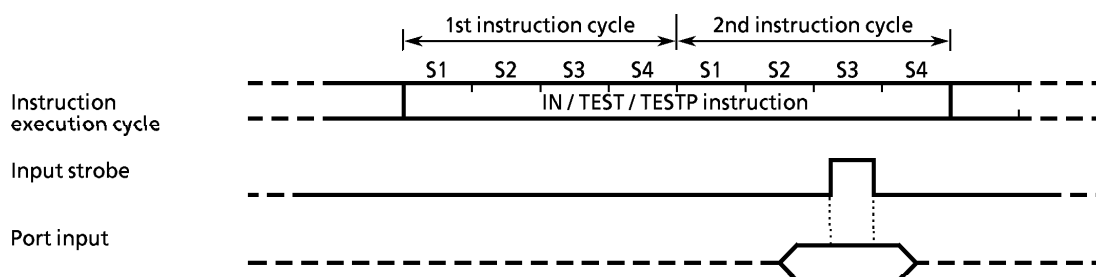 1st instruction cycle 2nd instruction cycle
S1 S2 S3 S4 S1 S2 S3 S4
Instruction
execution cycle
IN / TEST / TESTP instruction
Input strobe
Port input